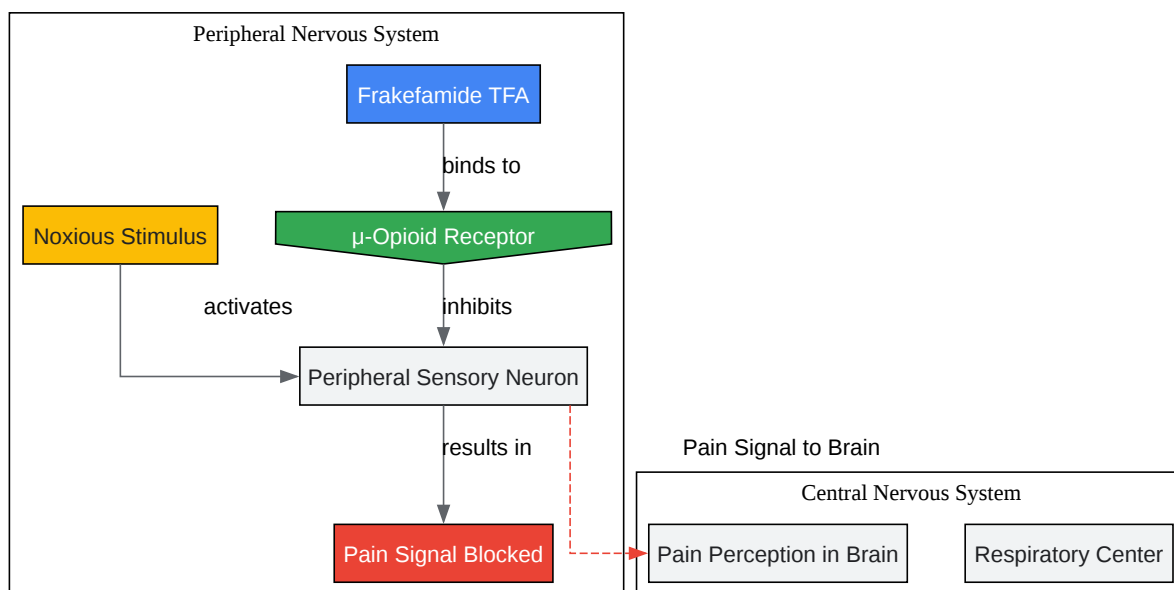 Peripheral Nervous System
Frakefamide TFA
binds to
Noxious Stimulus
μ-Opioid Receptor
activates
inhibits
Peripheral Sensory Neuron
results in
Pain Signal to Brain
Central Nervous System
Pain Signal Blocked
Pain Perception in Brain
Respiratory Center